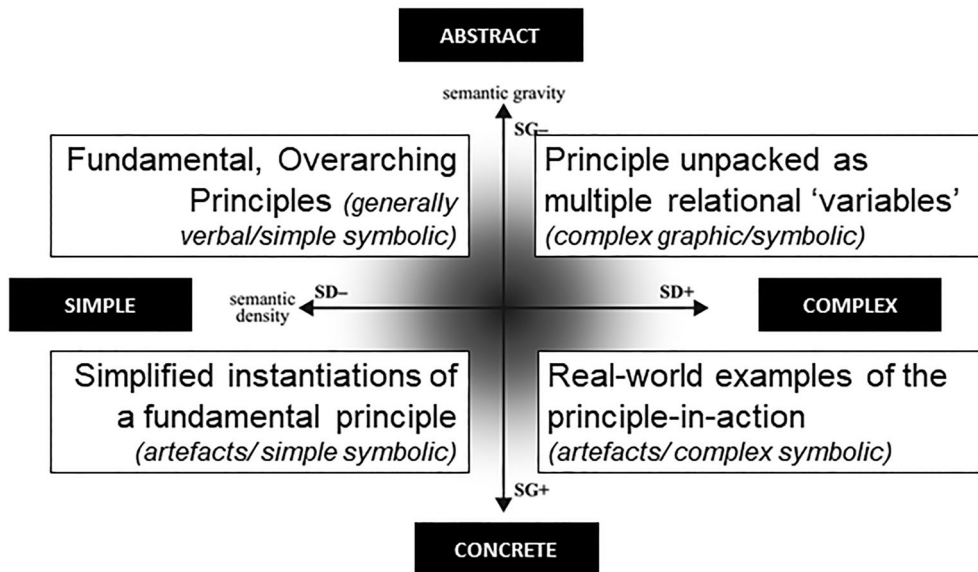 ABSTRACT
semantic gravity
SG–
Fundamental, Overarching
Principles (generally
verbal/simple symbolic)
Principle unpacked as
multiple relational ‘variables’
(complex graphic/symbolic)
SIMPLE
semantic
density
SD–
SD+
COMPLEX
Simplified instantiations of
a fundamental principle
(artefacts/ simple symbolic)
Real-world examples of the
principle-in-action
(artefacts/ complex symbolic)
SG+
CONCRETE